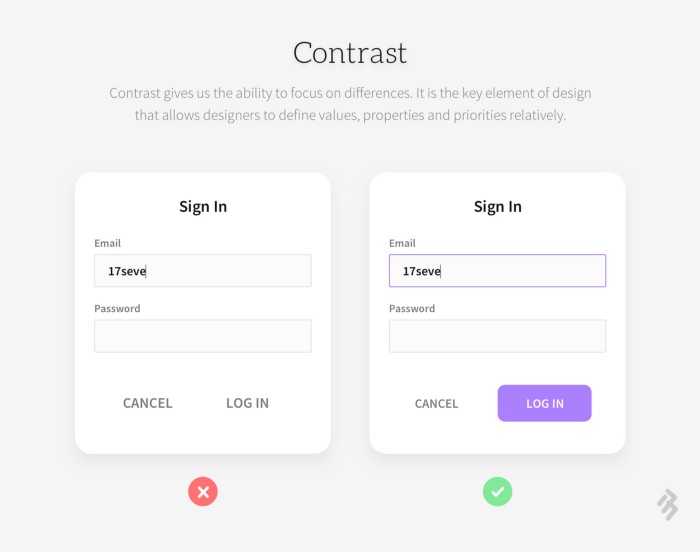 Contrast
Contrast gives us the ability to focus on differences. It is the key element of design
that allows designers to define values, properties and priorities relatively.
Sign In
Email
17seve
Password
CANCEL LOG IN
Sign In
Email
17seve
Password
CANCEL LOG IN